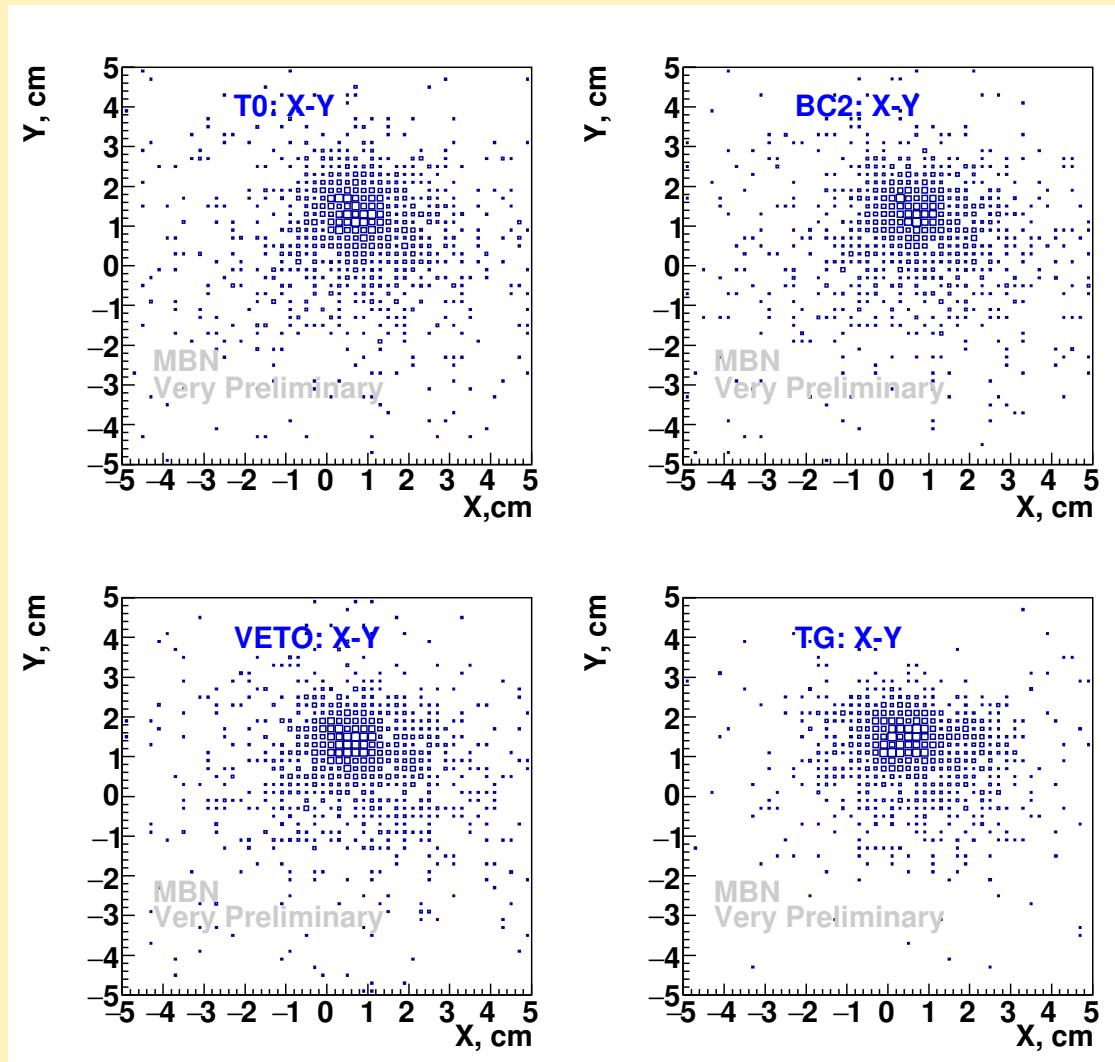 T0: X-Y
Y, cm
5
4
3
2
1
0
−1
−2
−3
−4
−5
MBN
Very Preliminary
−5 −4 −3 −2 −1 0 1 2 3 4 5
X,cm
BC2: X-Y
Y, cm
5
4
3
2
1
0
−1
−2
−3
−4
−5
MBN
Very Preliminary
−5 −4 −3 −2 −1 0 1 2 3 4 5
X, cm
VETO: X-Y
Y, cm
5
4
3
2
1
0
−1
−2
−3
−4
−5
MBN
Very Preliminary
−5 −4 −3 −2 −1 0 1 2 3 4 5
X, cm
TG: X-Y
Y, cm
5
4
3
2
1
0
−1
−2
−3
−4
−5
MBN
Very Preliminary
−5 −4 −3 −2 −1 0 1 2 3 4 5
X, cm